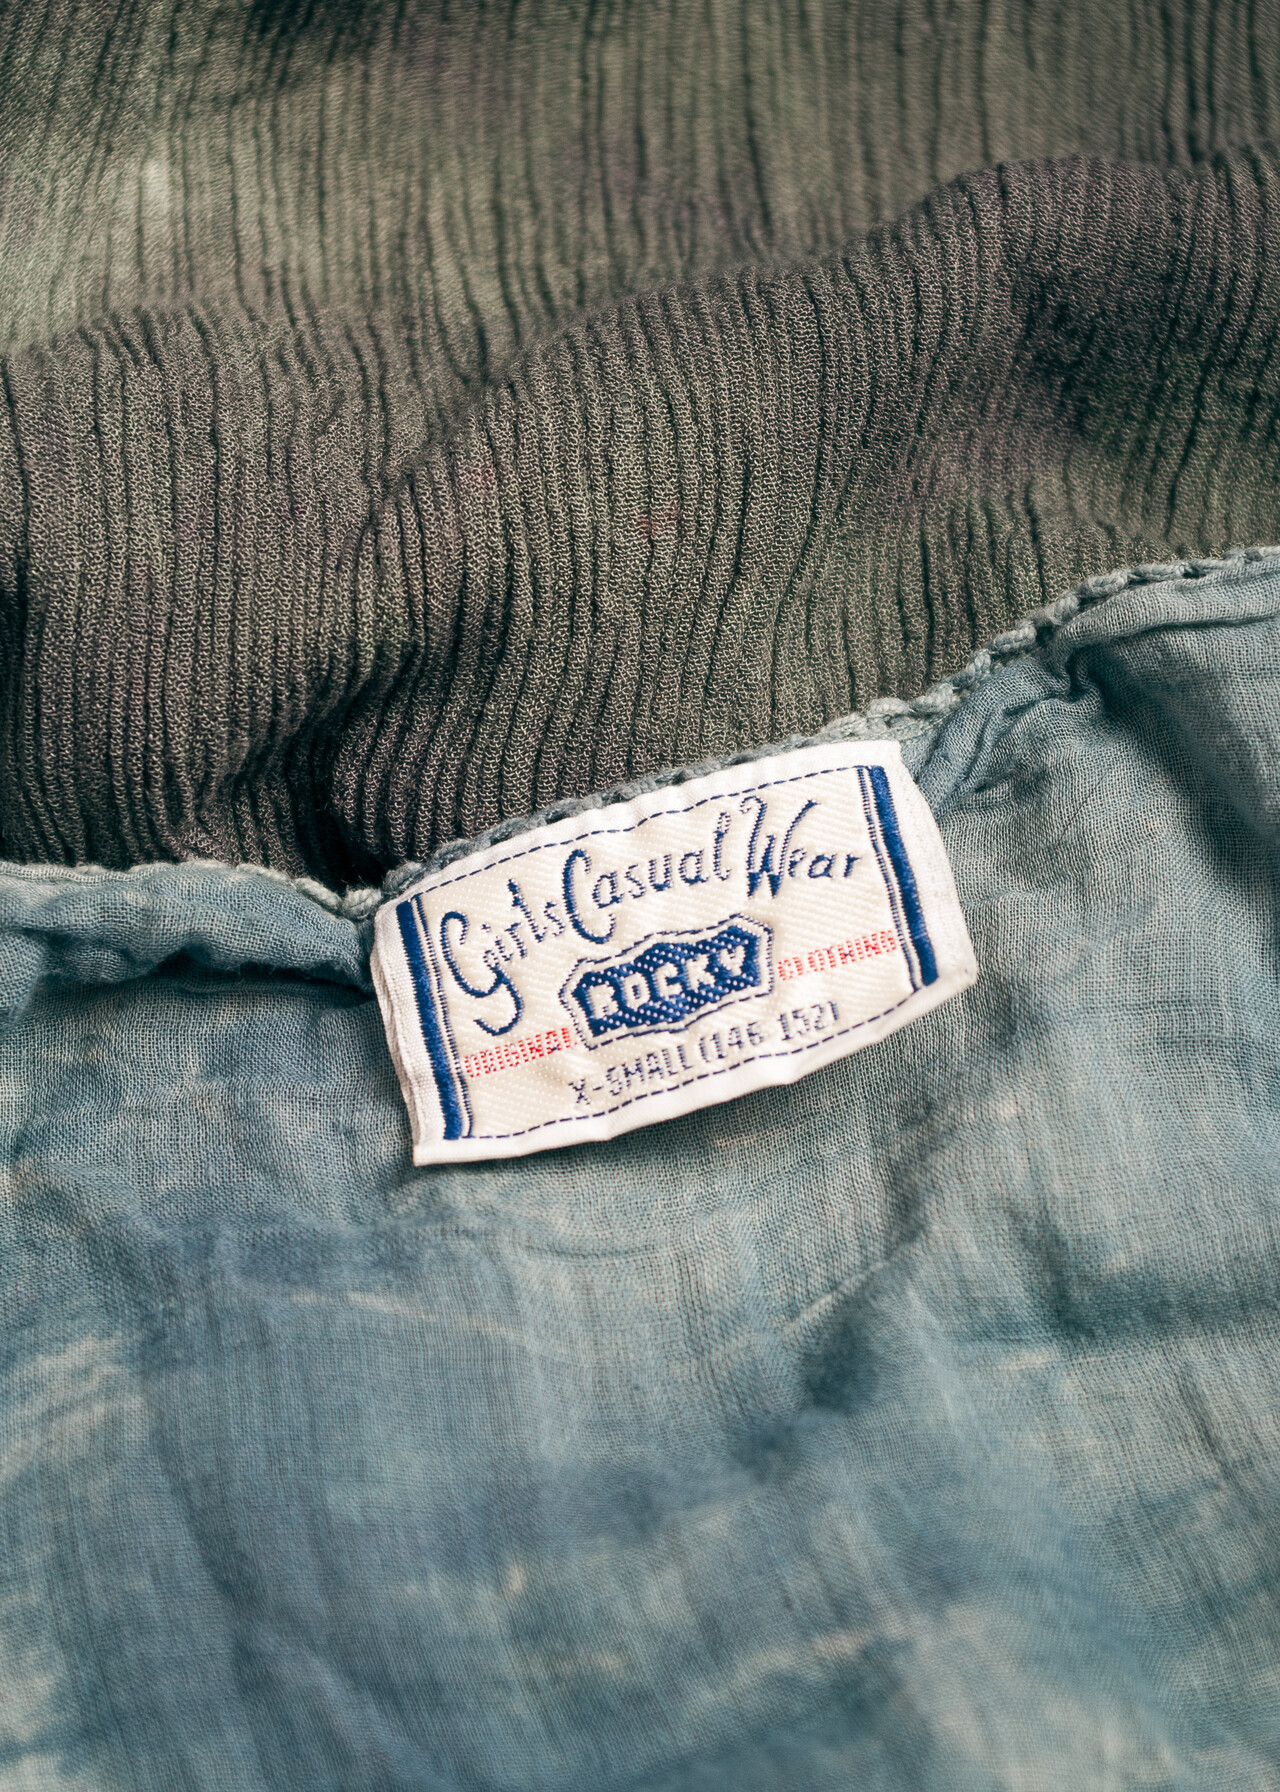 Girls Casual Wear
ROCKY
ORIGINAL CLOTHING
X-SMALL (146-152)